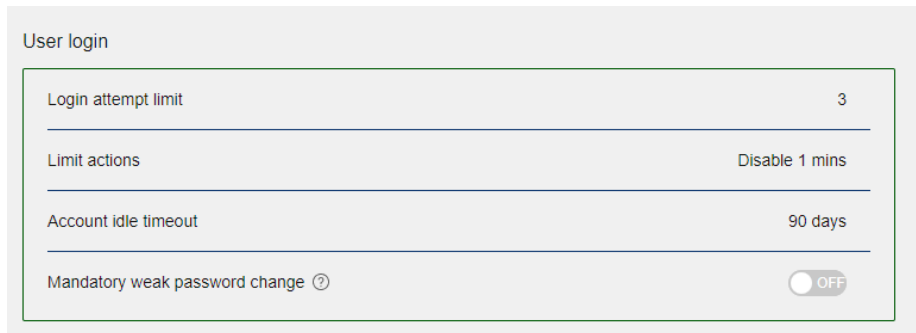 User login
Login attempt limit 3
Limit actions Disable 1 mins
Account idle timeout 90 days
Mandatory weak password change ? OFF